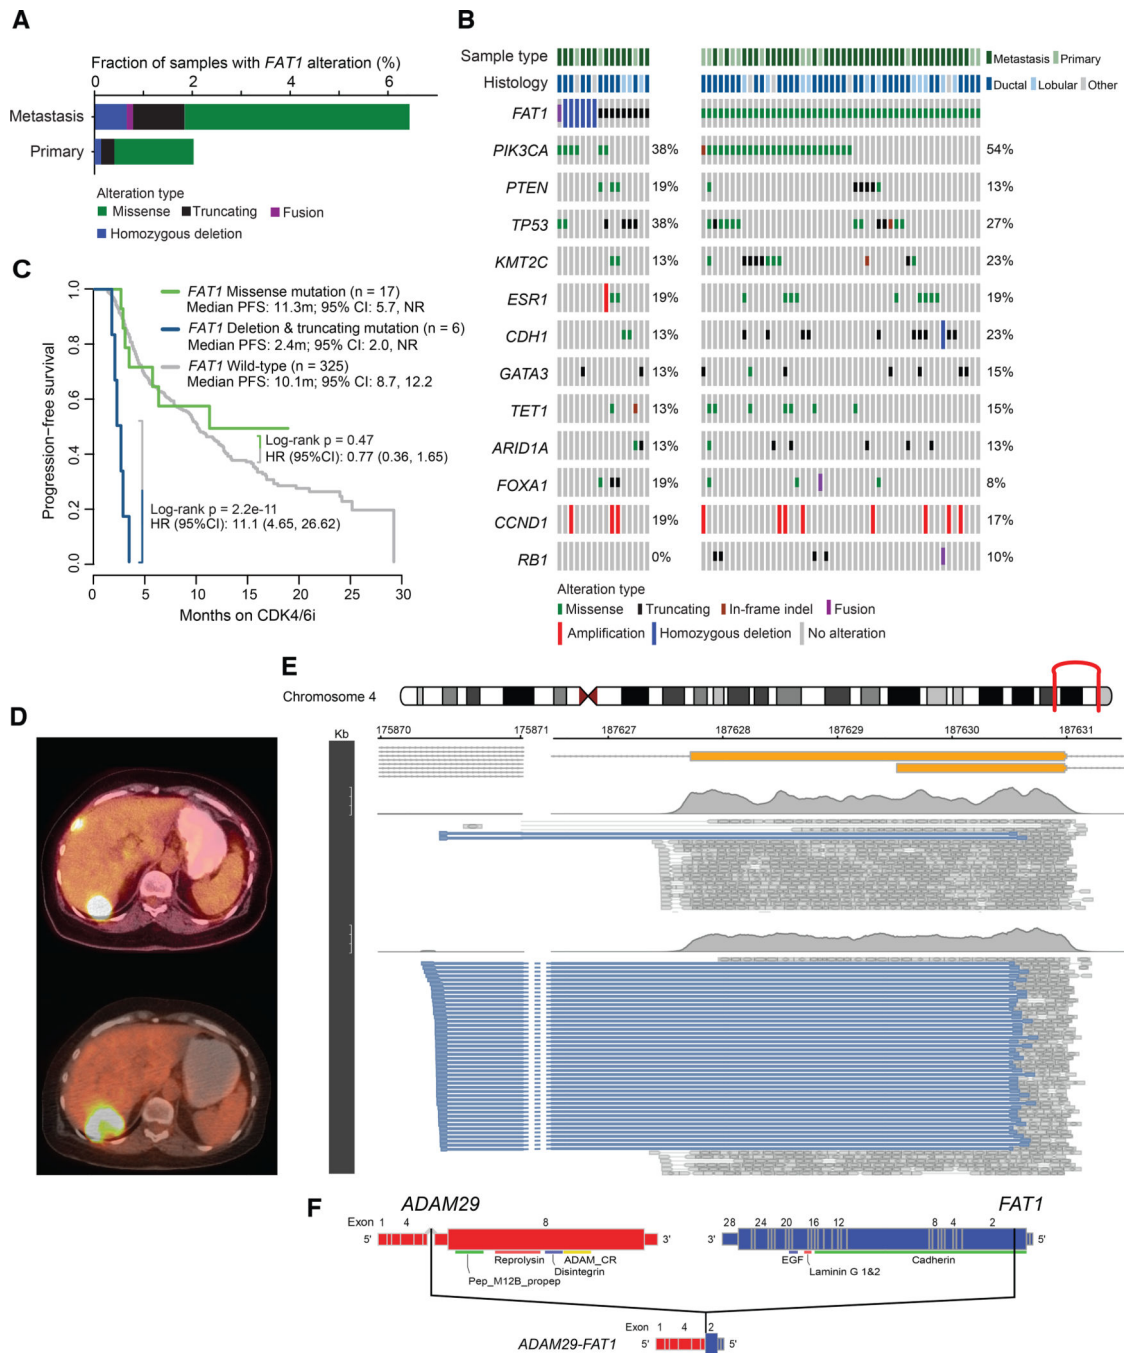 A
Fraction of samples with FAT1 alteration (%)
0 2 4 6
Metastasis
Primary
Alteration type
Missense Truncating Fusion
Homozygous deletion
B
Sample type
Metastasis Primary
Histology
Ductal Lobular Other
FAT1
PIK3CA 38% 54%
PTEN 19% 13%
TP53 38% 27%
KMT2C 13% 23%
ESR1 19% 19%
CDH1 13% 23%
GATA3 13% 15%
TET1 13% 15%
ARID1A 13% 13%
FOXA1 19% 8%
CCND1 19% 17%
RB1 0% 10%
Alteration type
Missense Truncating In-frame indel Fusion
Amplification Homozygous deletion No alteration
C
Progression-free survival
1.0
0.8
0.6
0.4
0.2
0.0
FAT1 Missense mutation (n = 17)
Median PFS: 11.3m; 95% CI: 5.7, NR
FAT1 Deletion & truncating mutation (n = 6)
Median PFS: 2.4m; 95% CI: 2.0, NR
FAT1 Wild-type (n = 325)
Median PFS: 10.1m; 95% CI: 8.7, 12.2
Log-rank p = 0.47
HR (95%CI): 0.77 (0.36, 1.65)
Log-rank p = 2.2e-11
HR (95%CI): 11.1 (4.65, 26.62)
0 5 10 15 20 25 30
Months on CDK4/6i
D
E
Chromosome 4
Kb
175870 175871 187627 187628 187629 187630 187631
F
ADAM29
Exon 1 4 8
5' 3'
Reprolysin ADAM_CR
Disintegrin
Pep_M12B_propep
FAT1
28 24 20 16 12 8 4 2
3' 5'
EGF Cadherin
Laminin G 1&2
Exon 1 4 2
ADAM29-FAT1 5' 5'